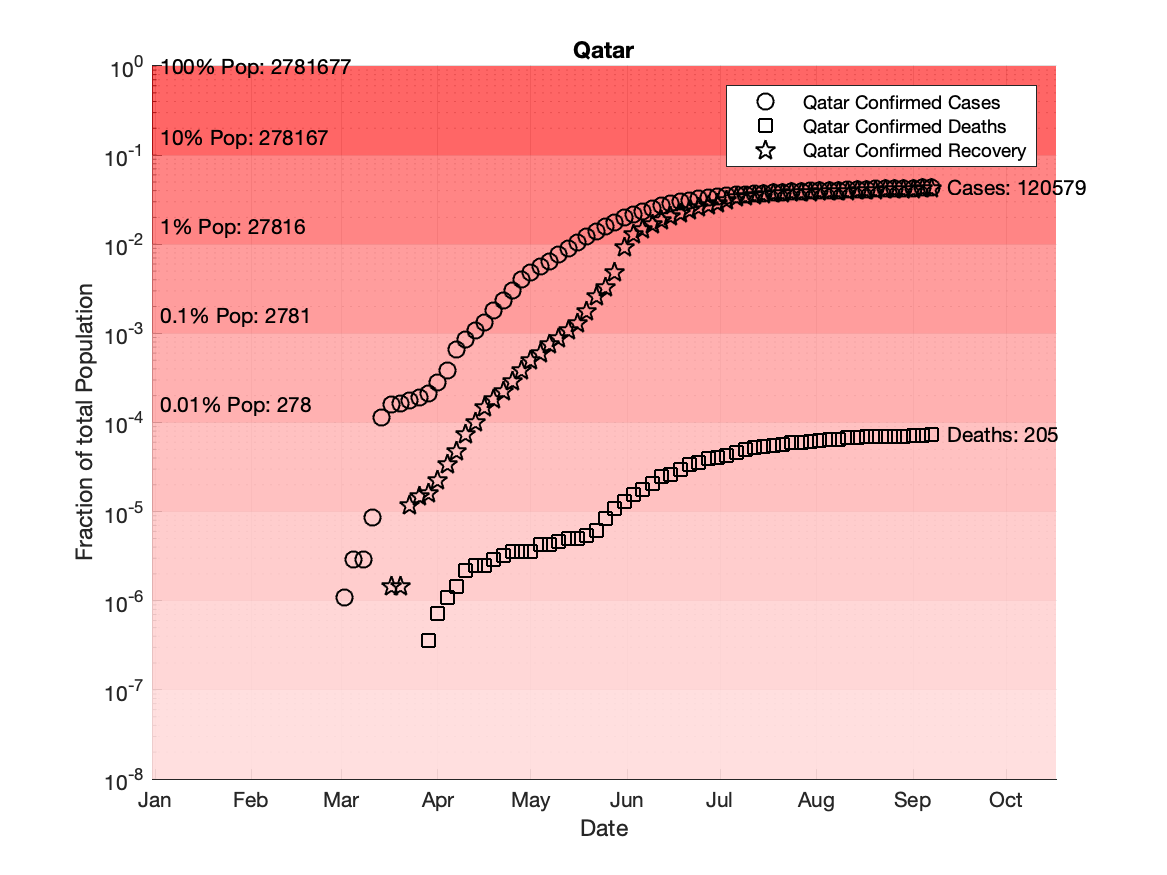 Qatar
10^0
100% Pop: 2781677
Qatar Confirmed Cases
Qatar Confirmed Deaths
Qatar Confirmed Recovery
10% Pop: 278167
10^-1
Cases: 120579
1% Pop: 27816
10^-2
0.1% Pop: 2781
10^-3
0.01% Pop: 278
10^-4
Deaths: 205
10^-5
10^-6
10^-7
10^-8
Fraction of total Population
Jan Feb Mar Apr May Jun Jul Aug Sep Oct
Date